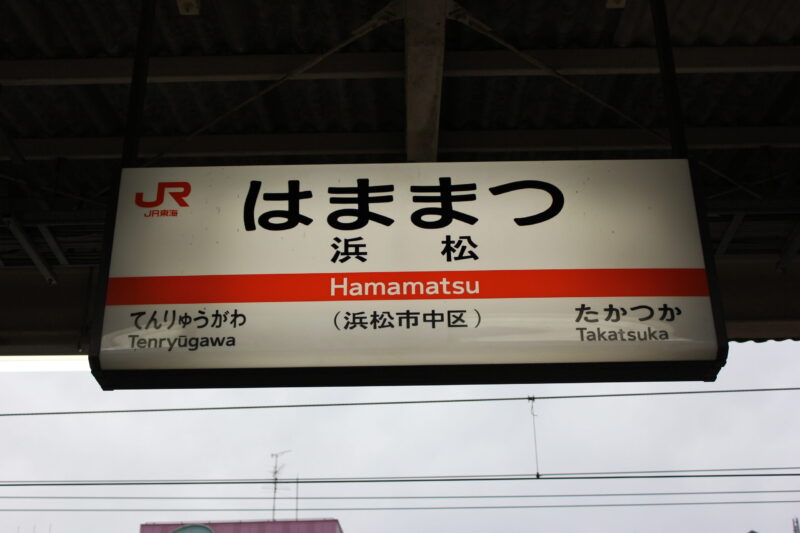 JR
JR東海
はままつ
浜 松
Hamamatsu
てんりゅうがわ
Tenryūgawa
（浜松市中区）
たかつか
Takatsuka